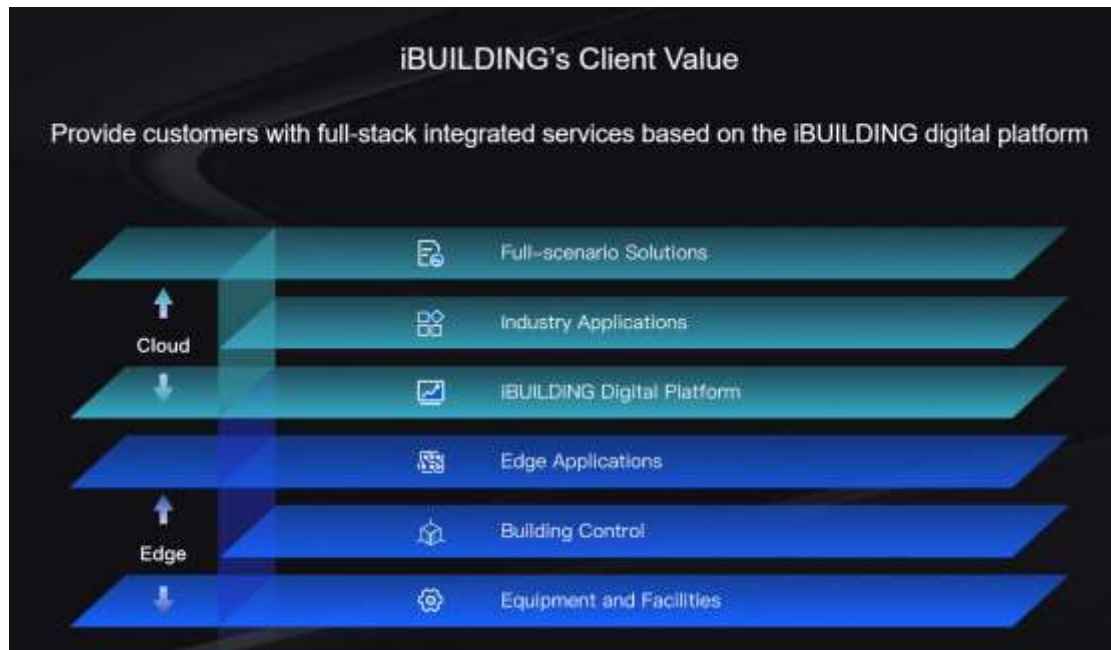 iBUILDING's Client Value
Provide customers with full-stack integrated services based on the iBUILDING digital platform
Full-scenario Solutions
Industry Applications
Cloud
iBUILDING Digital Platform
Edge Applications
Building Control
Edge
Equipment and Facilities